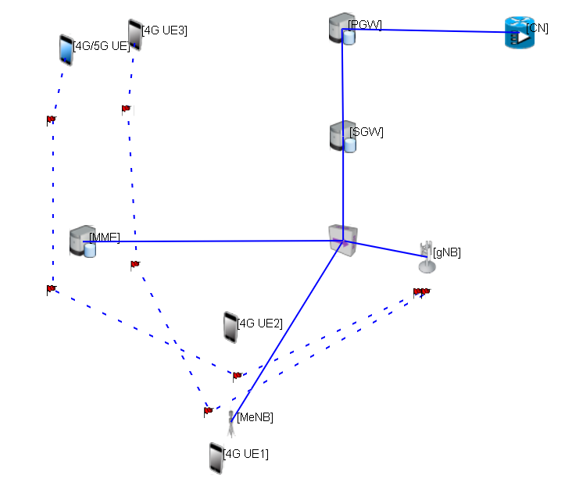 [4G UE3]
[PGW]
[CN]
[4G/5G UE]
[SGW]
[MME]
[gNB]
[4G UE2]
[MeNB]
[4G UE1]